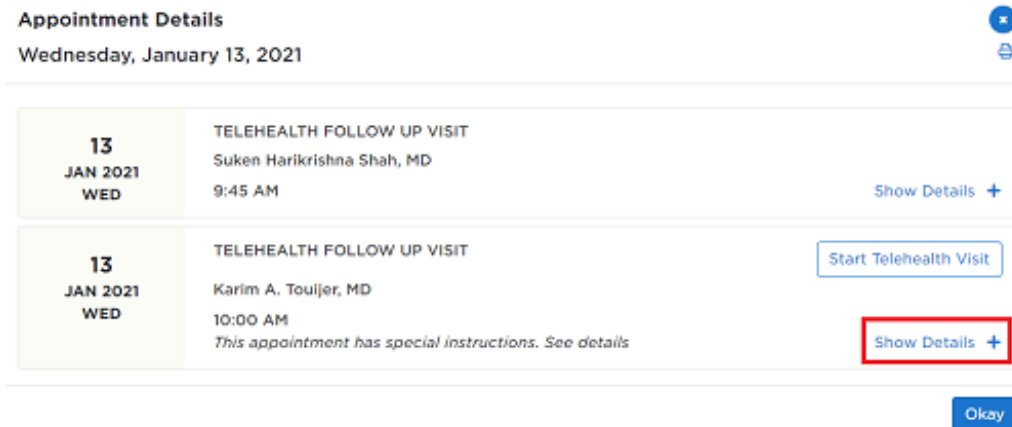 Appointment Details
Wednesday, January 13, 2021
13
JAN 2021
WED
TELEHEALTH FOLLOW UP VISIT
Suken Harikrishna Shah, MD
9:45 AM
Show Details +
13
JAN 2021
WED
TELEHEALTH FOLLOW UP VISIT
Start Telehealth Visit
Karim A. Touijer, MD
10:00 AM
This appointment has special instructions. See details
Show Details +
Okay